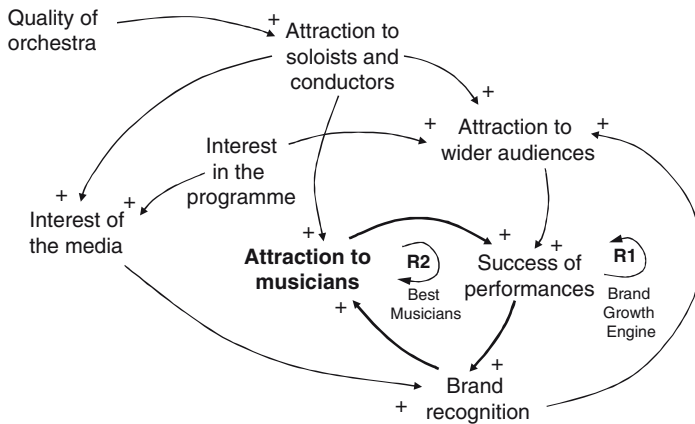 Quality of
orchestra
+
Attraction to
soloists and
conductors
+
+
Attraction to
wider audiences
+
Interest
in the
programme
+
+
Interest of
the media
+
Attraction to
musicians
+
R2
Best
Musicians
+
+
Success of
performances
R1
Brand
Growth
Engine
+
Brand
recognition
+